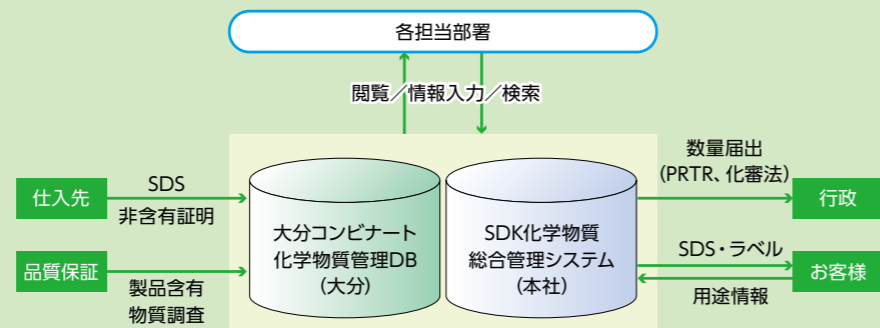 各担当部署
閲覧／情報入力／検索
仕入先
SDS
非含有証明
品質保証
製品含有
物質調査
大分コンビナート
化学物質管理DB
（大分）
SDK化学物質
総合管理システム
（本社）
数量届出
（PRTR、化審法）
行政
SDS・ラベル
用途情報
お客様